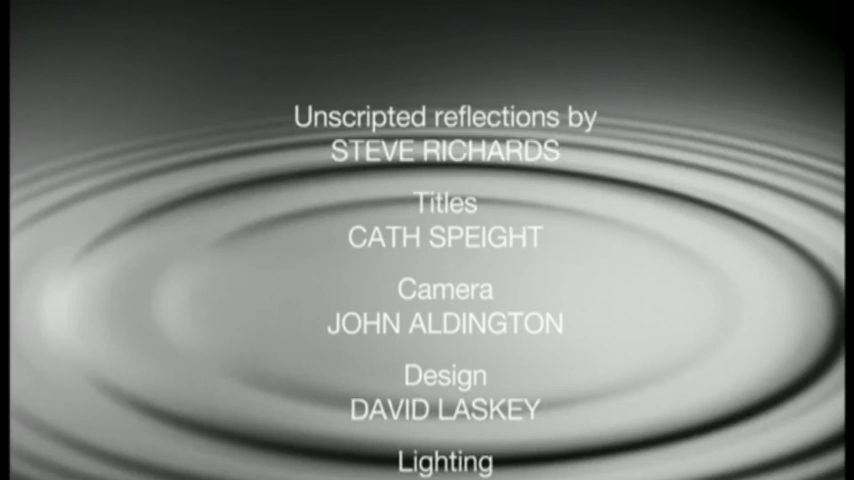 Unscripted reflections by
STEVE RICHARDS
Titles
CATH SPEIGHT
Camera
JOHN ALDINGTON
Design
DAVID LASKEY
Lighting